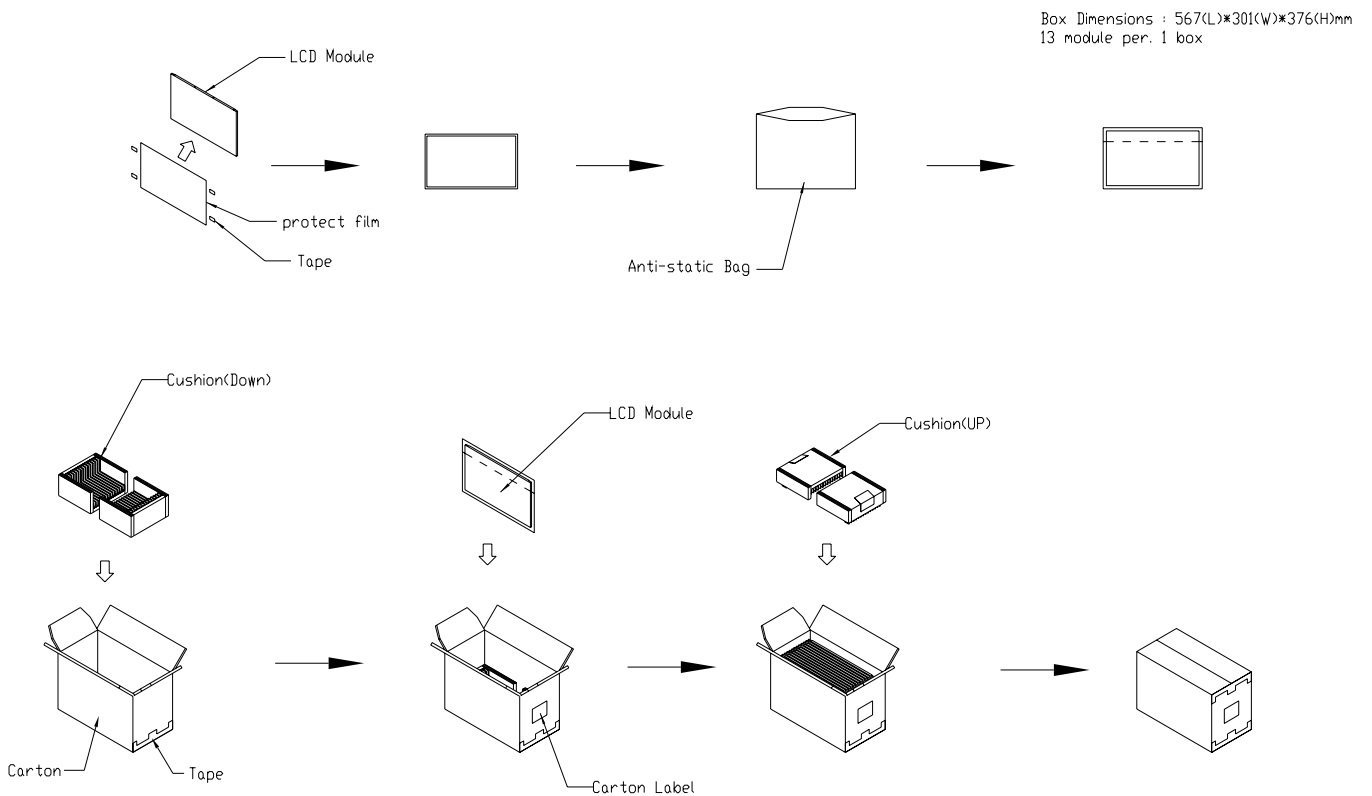 Box Dimensions : 567(L)*301(W)*376(H)mm
13 module per. 1 box
LCD Module
protect film
Tape
Anti-static Bag
Cushion(Down)
LCD Module
Cushion(UP)
Carton
Tape
Carton Label